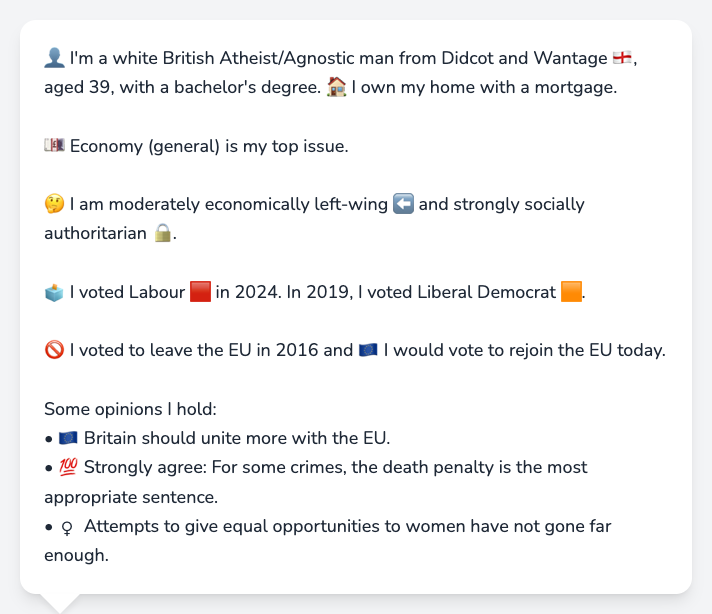 👤 I'm a white British Atheist/Agnostic man from Didcot and Wantage 🏴󠁧󠁢󠁥󠁮󠁧󠁿,
aged 39, with a bachelor's degree. 🏠 I own my home with a mortgage.
💷 Economy (general) is my top issue.
🤔 I am moderately economically left-wing ⬅️ and strongly socially
authoritarian 🔒.
🗳️ I voted Labour 🟥 in 2024. In 2019, I voted Liberal Democrat 🟧.
🚫 I voted to leave the EU in 2016 and 🇪🇺 I would vote to rejoin the EU today.
Some opinions I hold:
• 🇪🇺 Britain should unite more with the EU.
• 💯 Strongly agree: For some crimes, the death penalty is the most
appropriate sentence.
• ♀ Attempts to give equal opportunities to women have not gone far
enough.